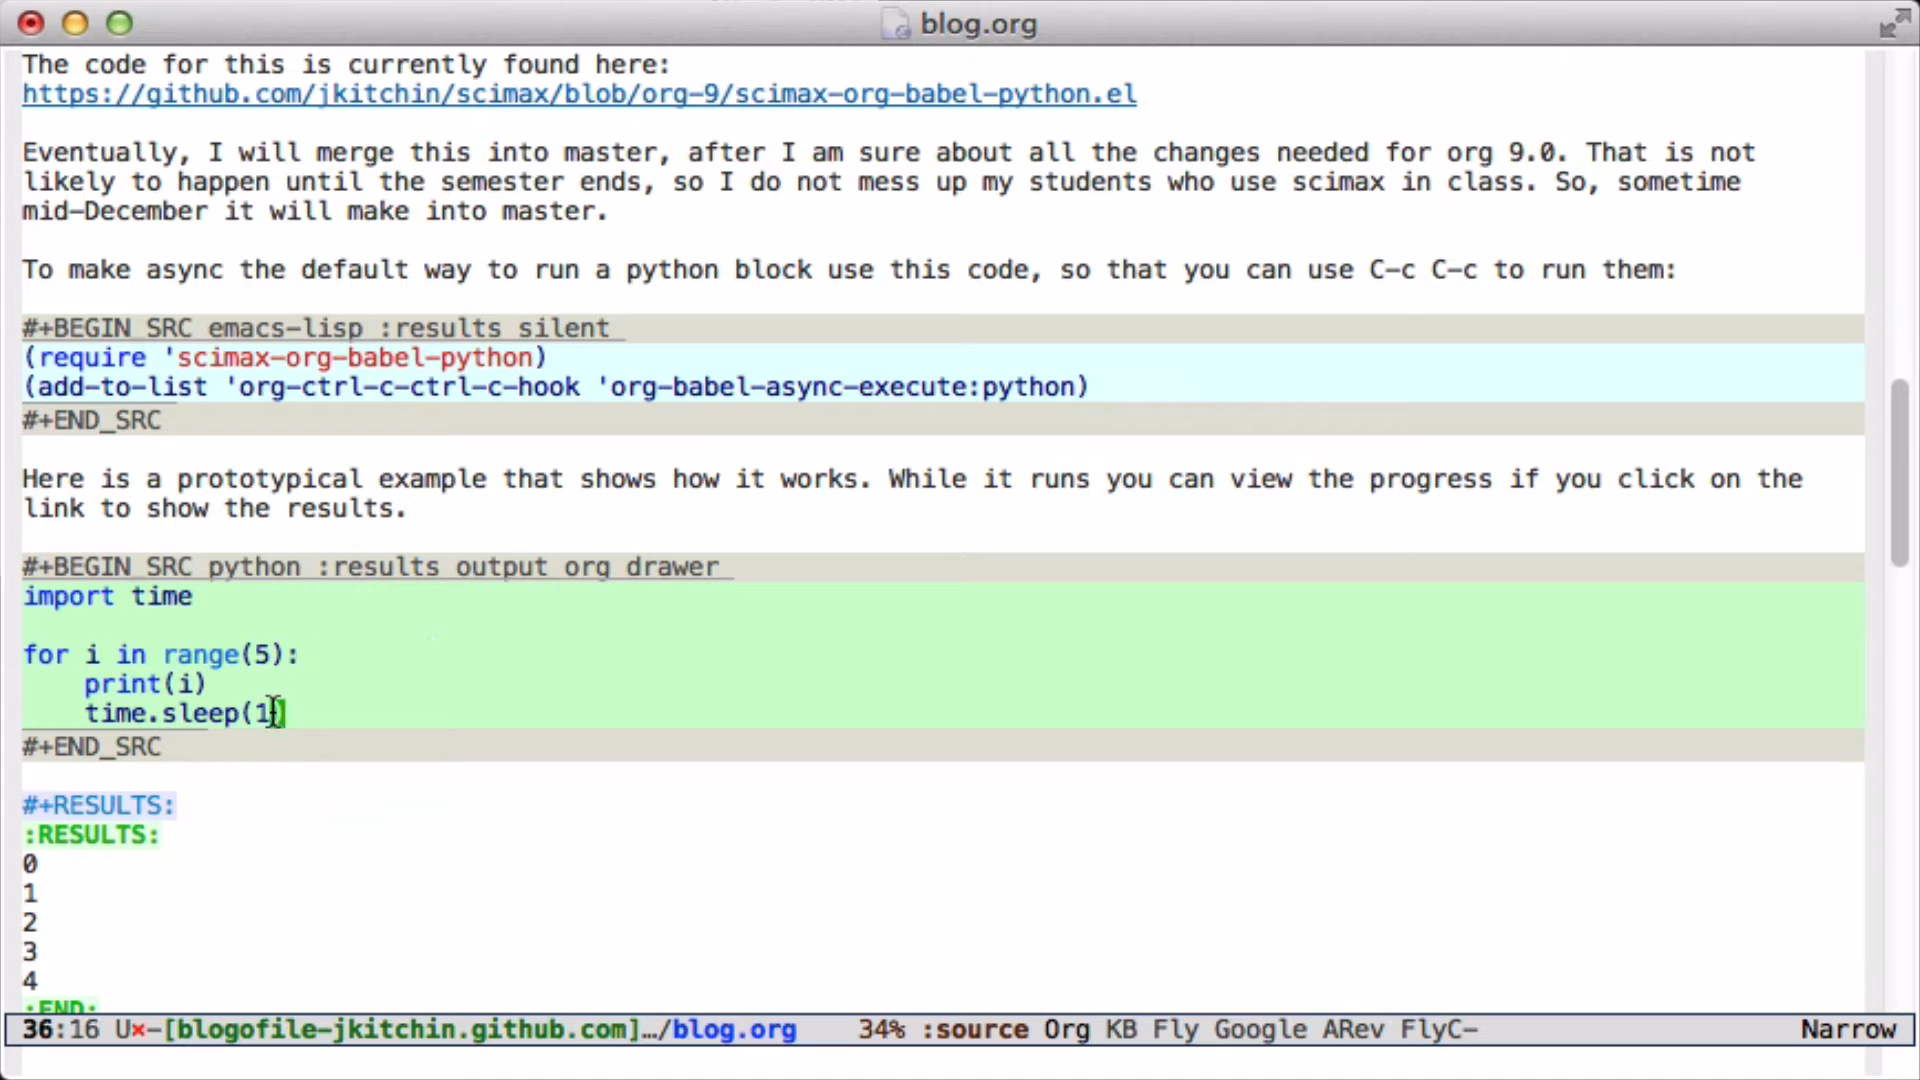 blog.org
The code for this is currently found here:
https://github.com/jkitchin/scimax/blob/org-9/scimax-org-babel-python.el
Eventually, I will merge this into master, after I am sure about all the changes needed for org 9.0. That is not
likely to happen until the semester ends, so I do not mess up my students who use scimax in class. So, sometime
mid-December it will make into master.
To make async the default way to run a python block use this code, so that you can use C-c C-c to run them:
#+BEGIN_SRC emacs-lisp :results silent
(require 'scimax-org-babel-python)
(add-to-list 'org-ctrl-c-ctrl-c-hook 'org-babel-async-execute:python)
#+END_SRC
Here is a prototypical example that shows how it works. While it runs you can view the progress if you click on the
link to show the results.
#+BEGIN_SRC python :results output org drawer
import time
for i in range(5):
    print(i)
    time.sleep(1)
#+END_SRC
#+RESULTS:
:RESULTS:
0
1
2
3
4
:END:
36:16 U×-[blogofile-jkitchin.github.com]…/blog.org 34% :source Org KB Fly Google ARev FlyC- Narrow